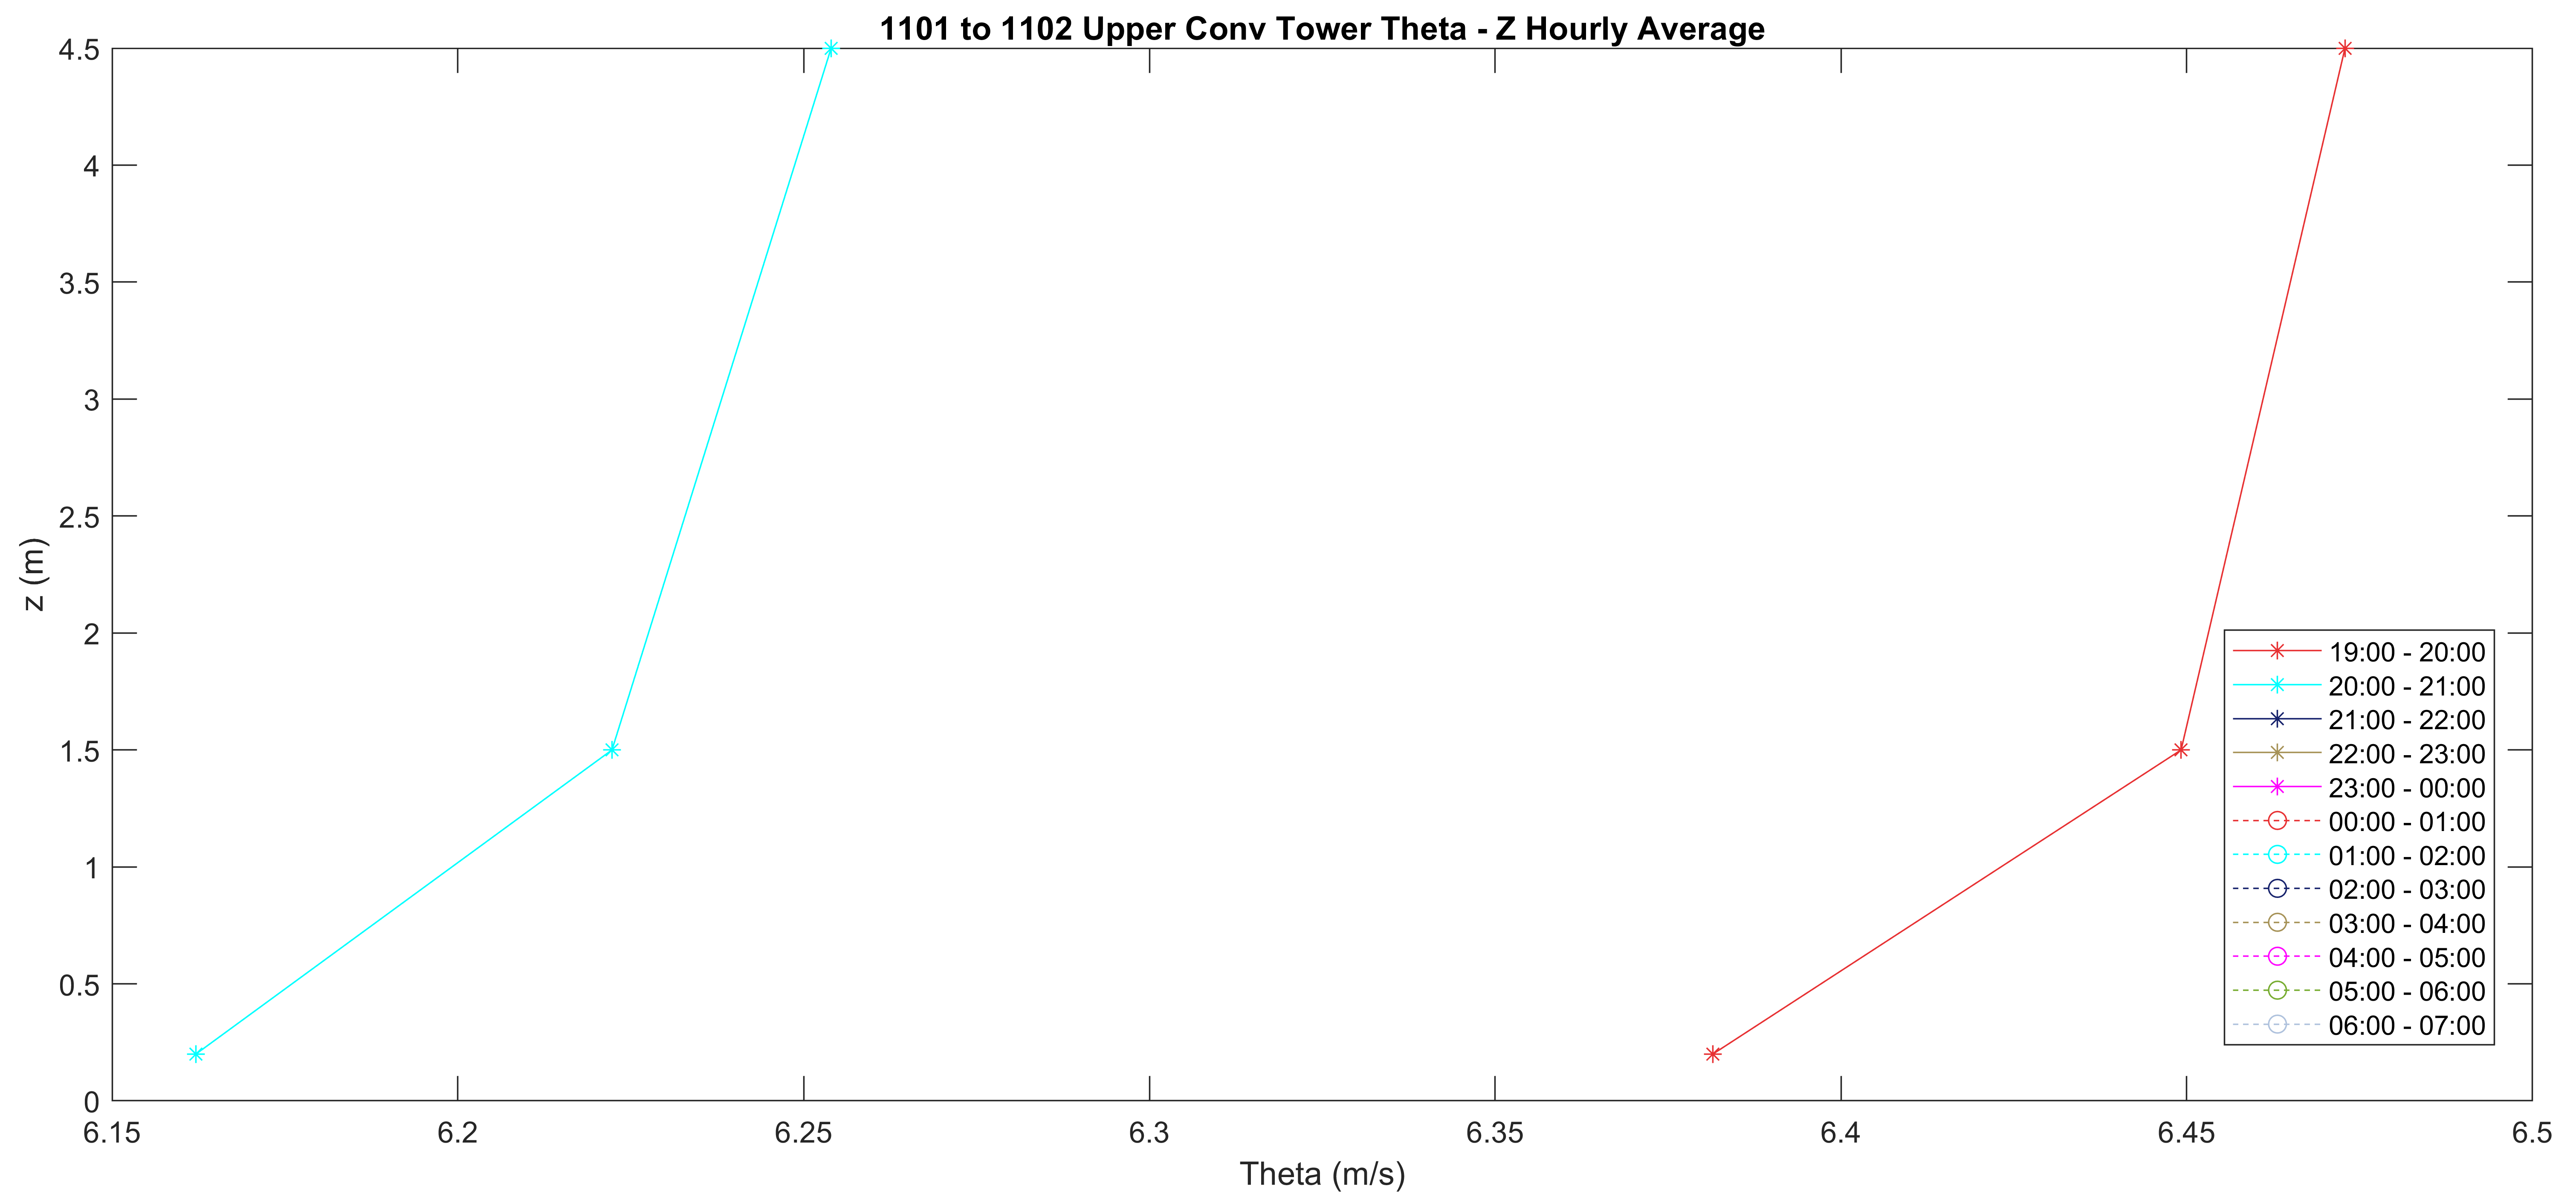 1101 to 1102 Upper Conv Tower Theta - Z Hourly Average
4.5
4
3.5
3
2.5
2
1.5
1
0.5
0
z (m)
19:00 - 20:00
20:00 - 21:00
21:00 - 22:00
22:00 - 23:00
23:00 - 00:00
00:00 - 01:00
01:00 - 02:00
02:00 - 03:00
03:00 - 04:00
04:00 - 05:00
05:00 - 06:00
06:00 - 07:00
6.15 6.2 6.25 6.3 6.35 6.4 6.45 6.5
Theta (m/s)